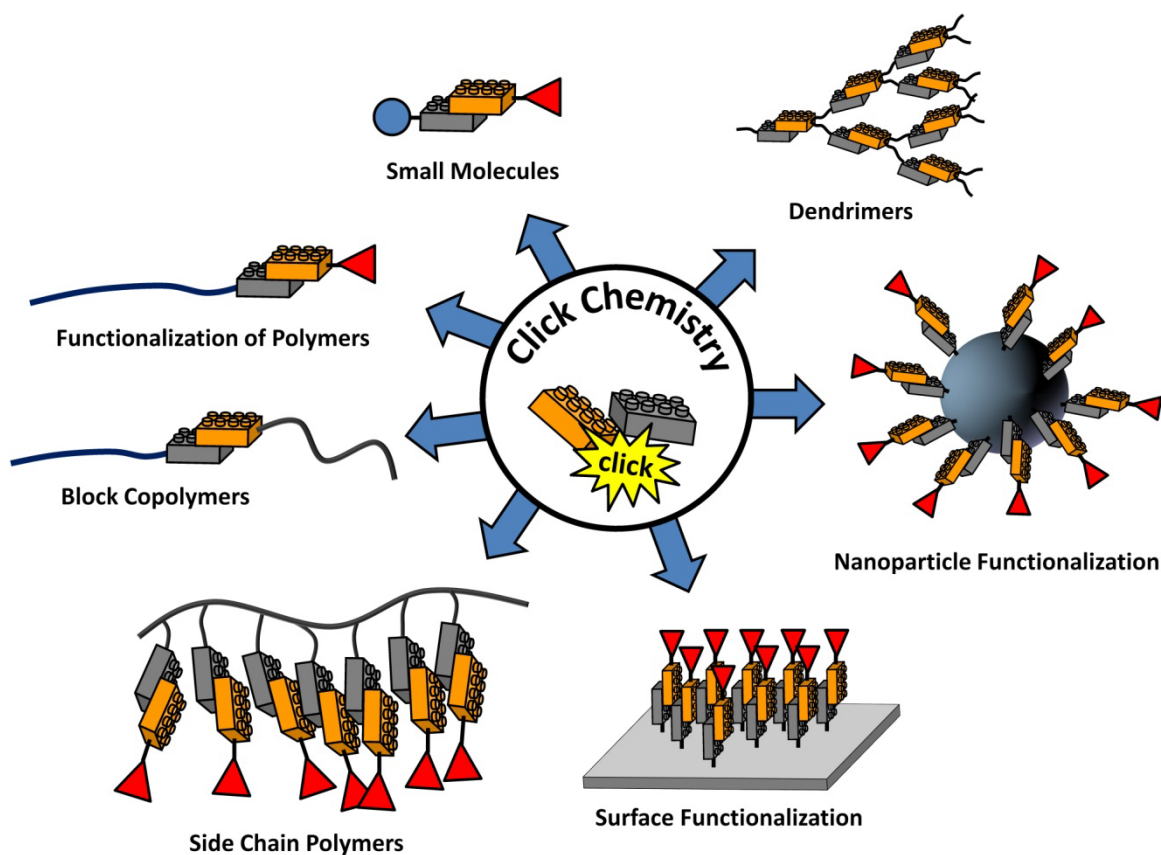 Small Molecules
Dendrimers
Click Chemistry
Functionalization of Polymers
click
Block Copolymers
Nanoparticle Functionalization
Surface Functionalization
Side Chain Polymers